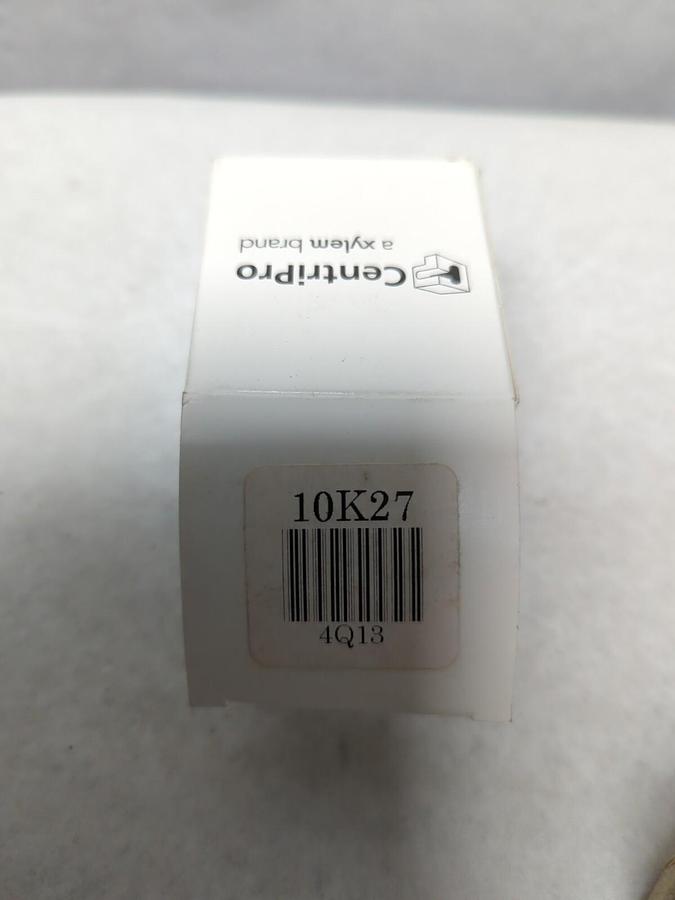 CentriPro
a xylem brand
10K27
4Q13